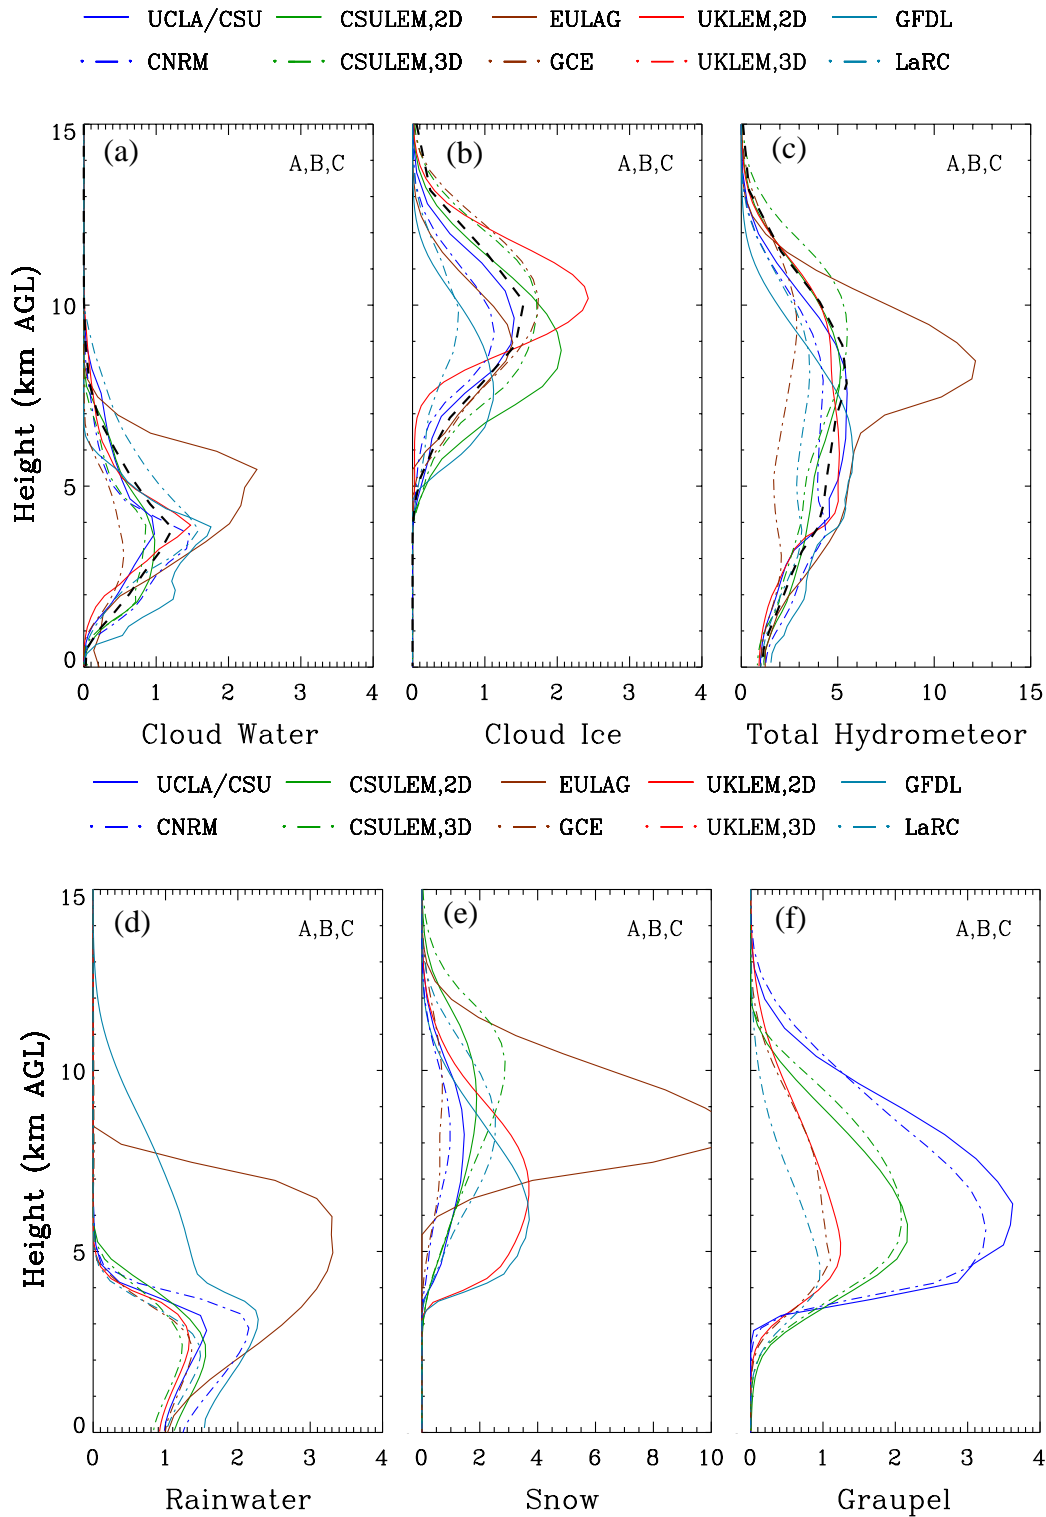 UCLA/CSU CSULEM,2D EULAG UKLEM,2D GFDL
CNRM CSULEM,3D GCE UKLEM,3D LaRC
(a) A,B,C (b) A,B,C (c) A,B,C
Height (km AGL)
15
10
5
0
0 1 2 3 4 0 1 2 3 4 0 5 10 15
Cloud Water Cloud Ice Total Hydrometeor
UCLA/CSU CSULEM,2D EULAG UKLEM,2D GFDL
CNRM CSULEM,3D GCE UKLEM,3D LaRC
(d) A,B,C (e) A,B,C (f) A,B,C
Height (km AGL)
15
10
5
0
0 1 2 3 4 0 2 4 6 8 10 0 1 2 3 4
Rainwater Snow Graupel